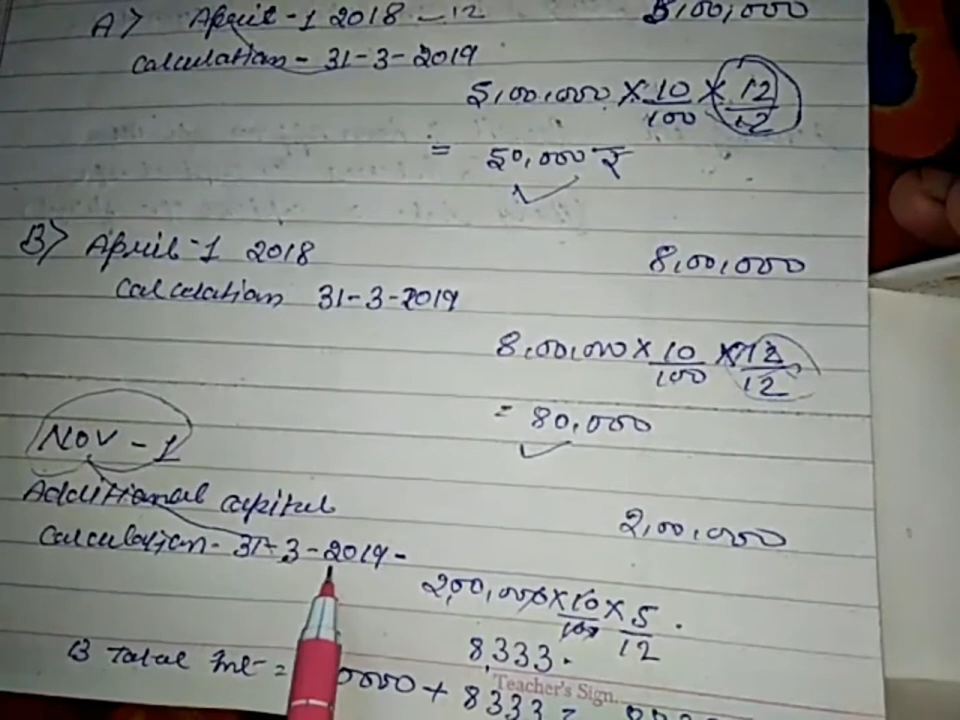 A> April - 1 2018 - 12 5,00,000
Calculation - 31-3-2019
5,00,000 × 10/100 × 12/12
= 50,000 ₹
B> April - 1 2018 8,00,000
Calculation 31-3-2019
8,00,000 × 10/100 × 12/12
= 80,000
Nov - 1
Additional capital 2,00,000
Calculation - 31-3-2019 -
2,00,000 × 10/100 × 5/12 .
8,333.
Teacher's Sign.
B Total Int = 0000 + 8333 =